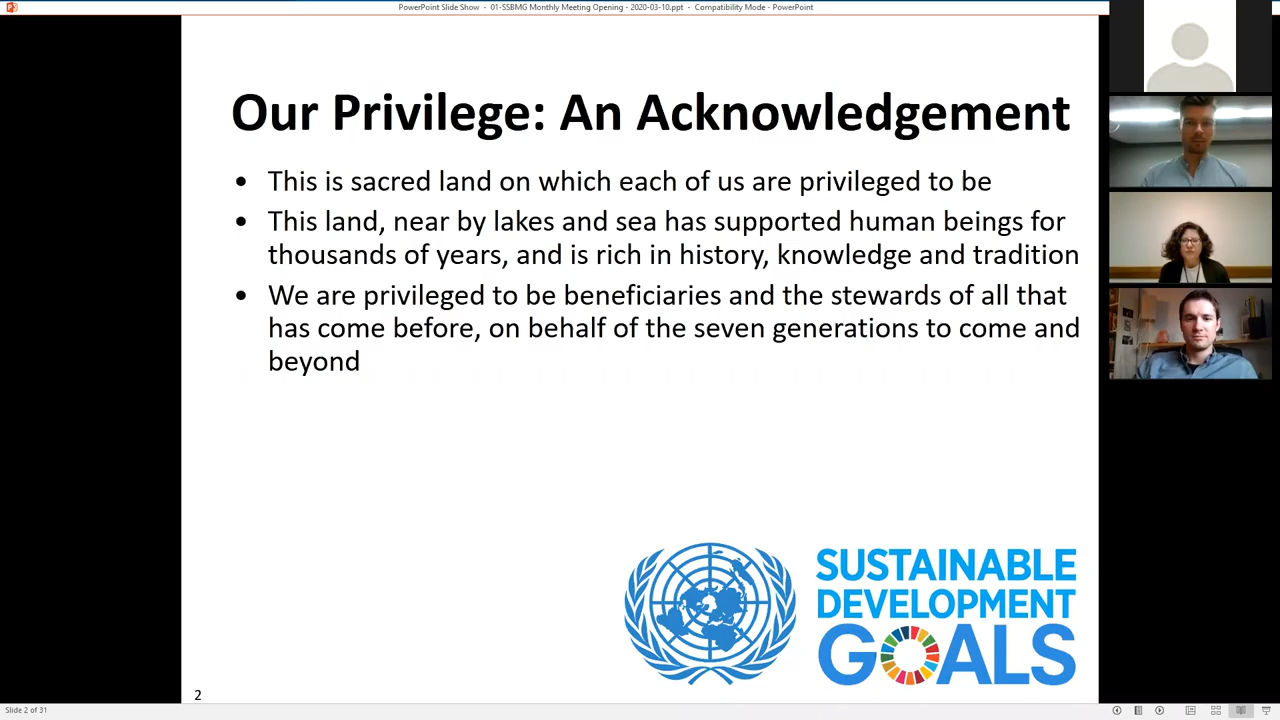 PowerPoint Slide Show - 01-SSBMG Monthly Meeting Opening - 2020-03-10.ppt - Compatibility Mode - PowerPoint
Our Privilege: An Acknowledgement
• This is sacred land on which each of us are privileged to be
• This land, near by lakes and sea has supported human beings for
thousands of years, and is rich in history, knowledge and tradition
• We are privileged to be beneficiaries and the stewards of all that
has come before, on behalf of the seven generations to come and
beyond
SUSTAINABLE
DEVELOPMENT
GOALS
2
Slide 2 of 31